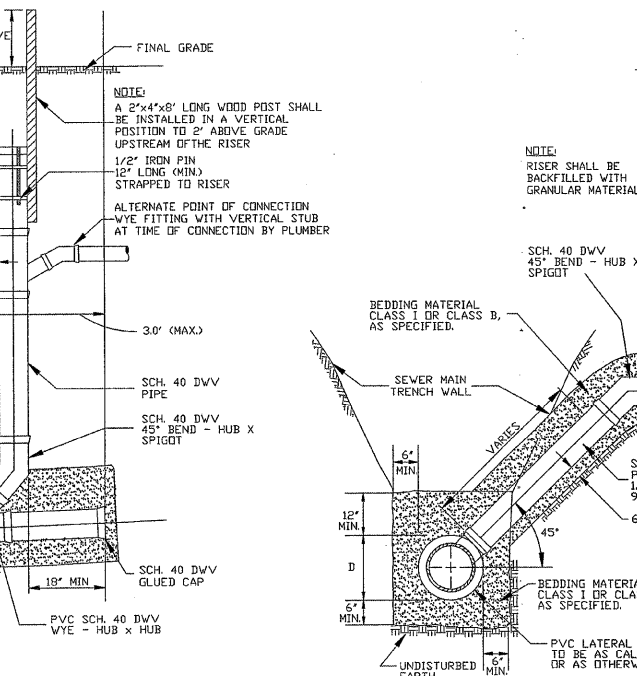 FINAL GRADE
NOTE:
A 2"x4"x8' LONG WOOD POST SHALL
BE INSTALLED IN A VERTICAL
POSITION TO 2' ABOVE GRADE
UPSTREAM OFTHE RISER
1/2" IRON PIN
12" LONG (MIN.)
STRAPPED TO RISER
ALTERNATE POINT OF CONNECTION
WYE FITTING WITH VERTICAL STUB
AT TIME OF CONNECTION BY PLUMBER
3.0' (MAX.)
SCH. 40 DWV
PIPE
SCH. 40 DWV
45° BEND - HUB X
SPIGOT
SCH. 40 DWV
GLUED CAP
18" MIN
PVC SCH. 40 DWV
WYE - HUB x HUB
NOTE:
RISER SHALL BE
BACKFILLED WITH
GRANULAR MATERIAL
SCH. 40 DWV
45° BEND - HUB X
SPIGOT
BEDDING MATERIAL
CLASS I OR CLASS B,
AS SPECIFIED.
SEWER MAIN
TRENCH WALL
VARIES
6"
MIN.
12"
MIN.
D
6"
MIN.
45°
6"
MIN.
BEDDING MATERIA
CLASS I OR CLA
AS SPECIFIED.
PVC LATERAL
TO BE AS CAL
OR AS OTHERW
UNDISTURBED
EARTH